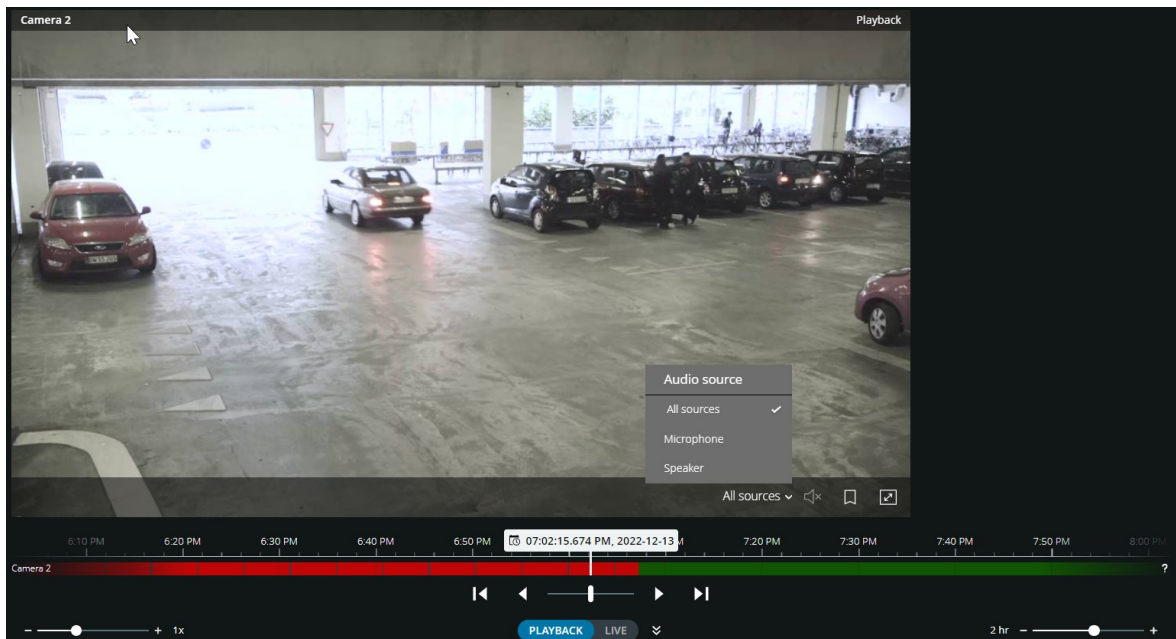 Camera 2 Playback
Audio source
All sources
Microphone
Speaker
All sources
6:10 PM 6:20 PM 6:30 PM 6:40 PM 6:50 PM 07:02:15.674 PM, 2022-12-13 7:20 PM 7:30 PM 7:40 PM 7:50 PM 8:00 PM
Camera 2 ?
− + 1x PLAYBACK LIVE 2 hr − +